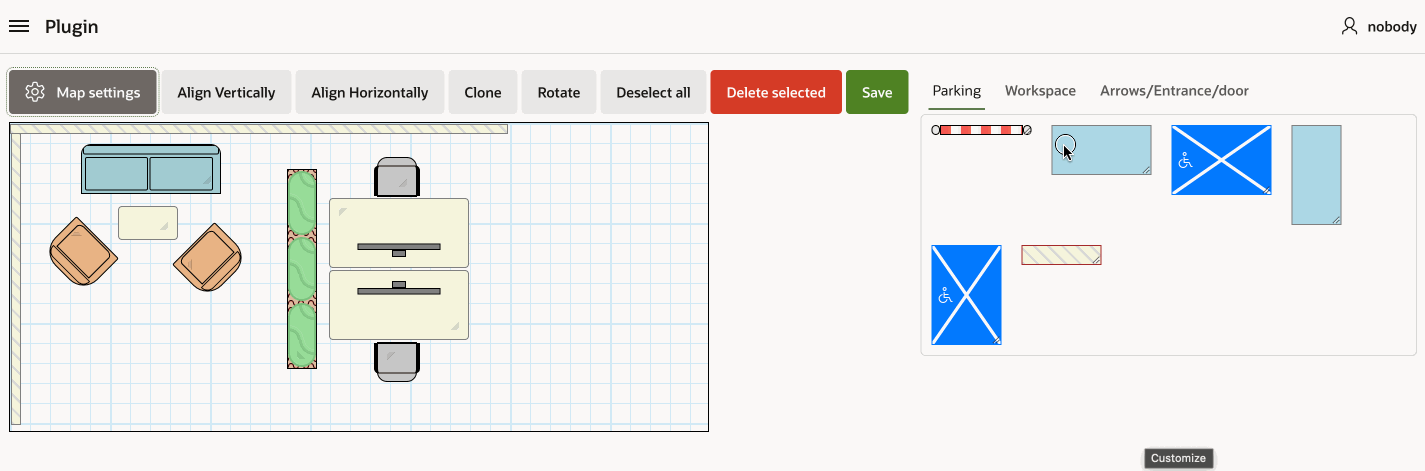 Plugin
nobody
Map settings
Align Vertically
Align Horizontally
Clone
Rotate
Deselect all
Delete selected
Save
Parking
Workspace
Arrows/Entrance/door
Customize